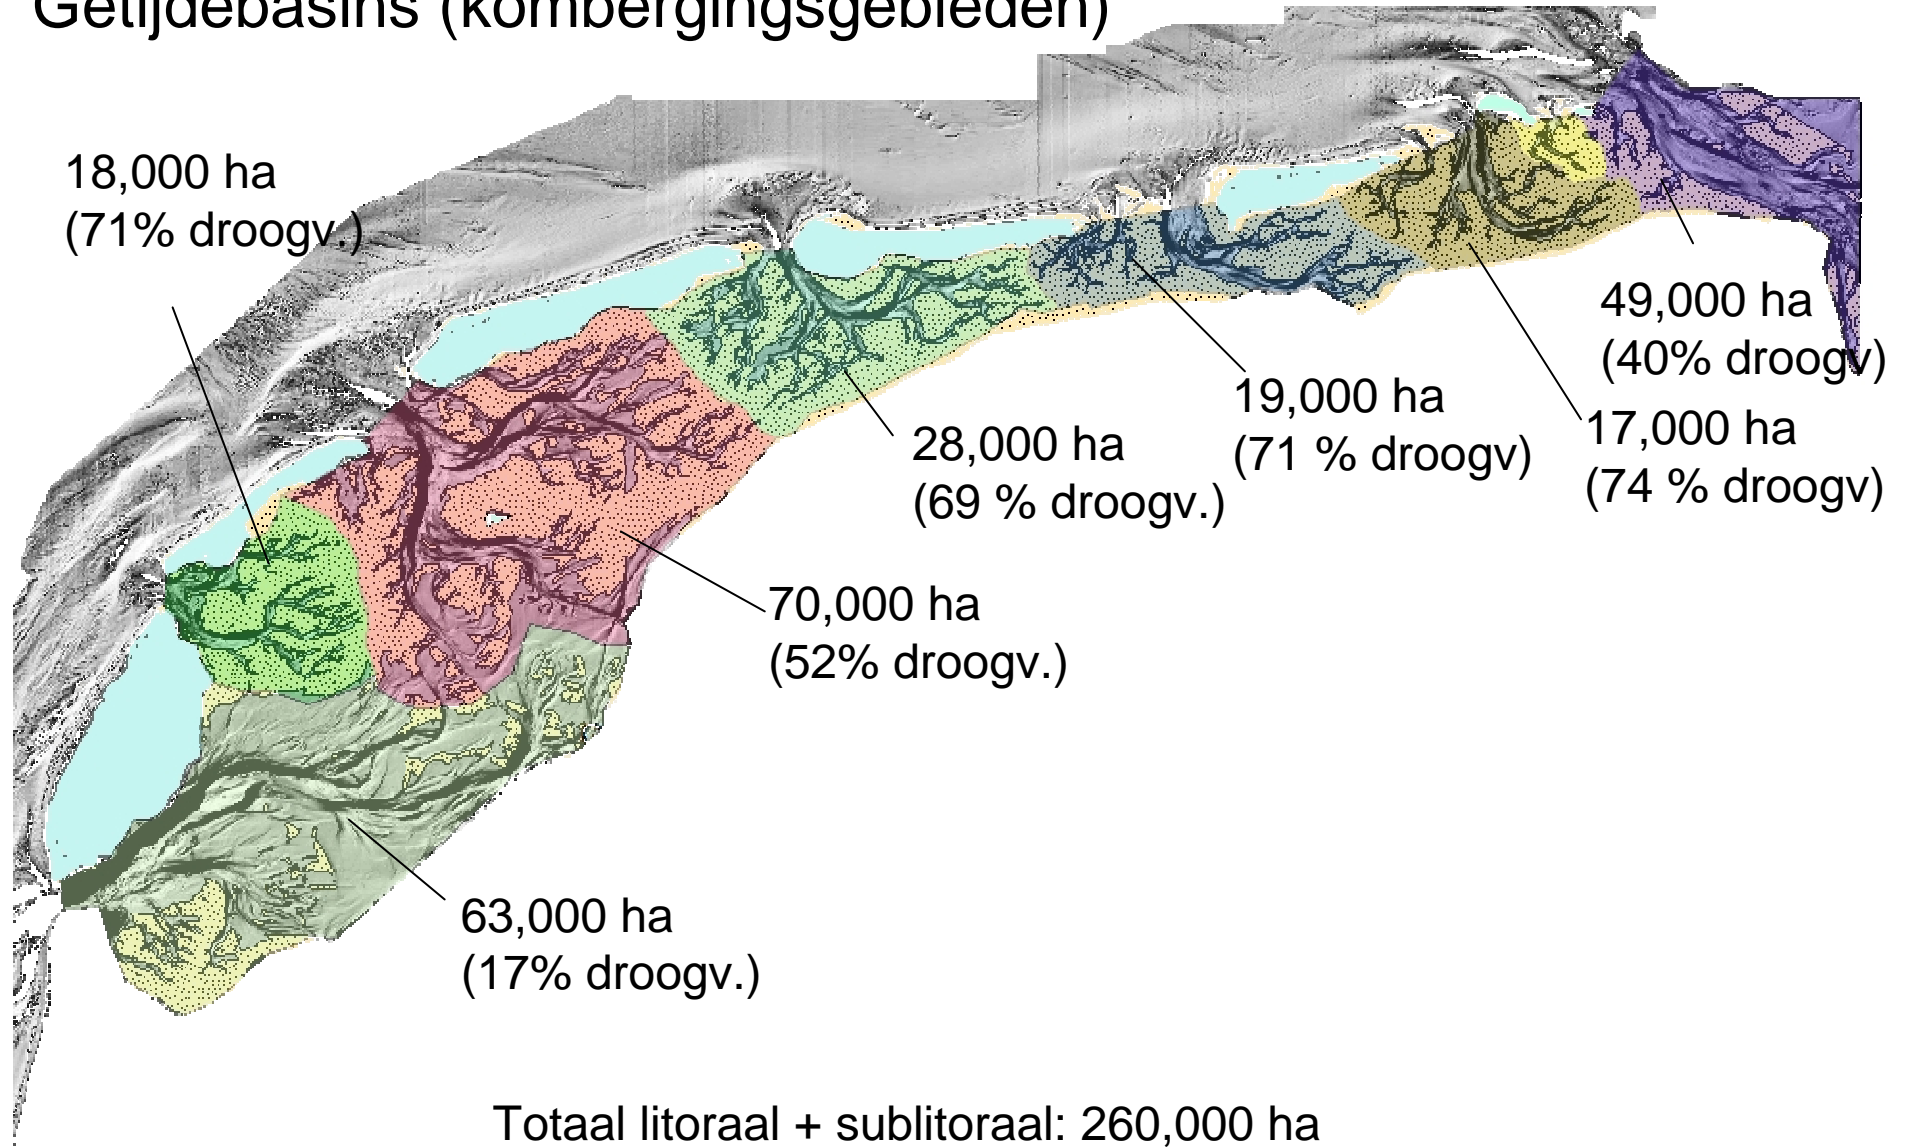 Getijdebasins (kombergingsgebieden)
18,000 ha
(71% droogv.)
49,000 ha
(40% droogv)
19,000 ha
(71 % droogv)
17,000 ha
(74 % droogv)
28,000 ha
(69 % droogv.)
70,000 ha
(52% droogv.)
63,000 ha
(17% droogv.)
Totaal litoraal + sublitoraal: 260,000 ha